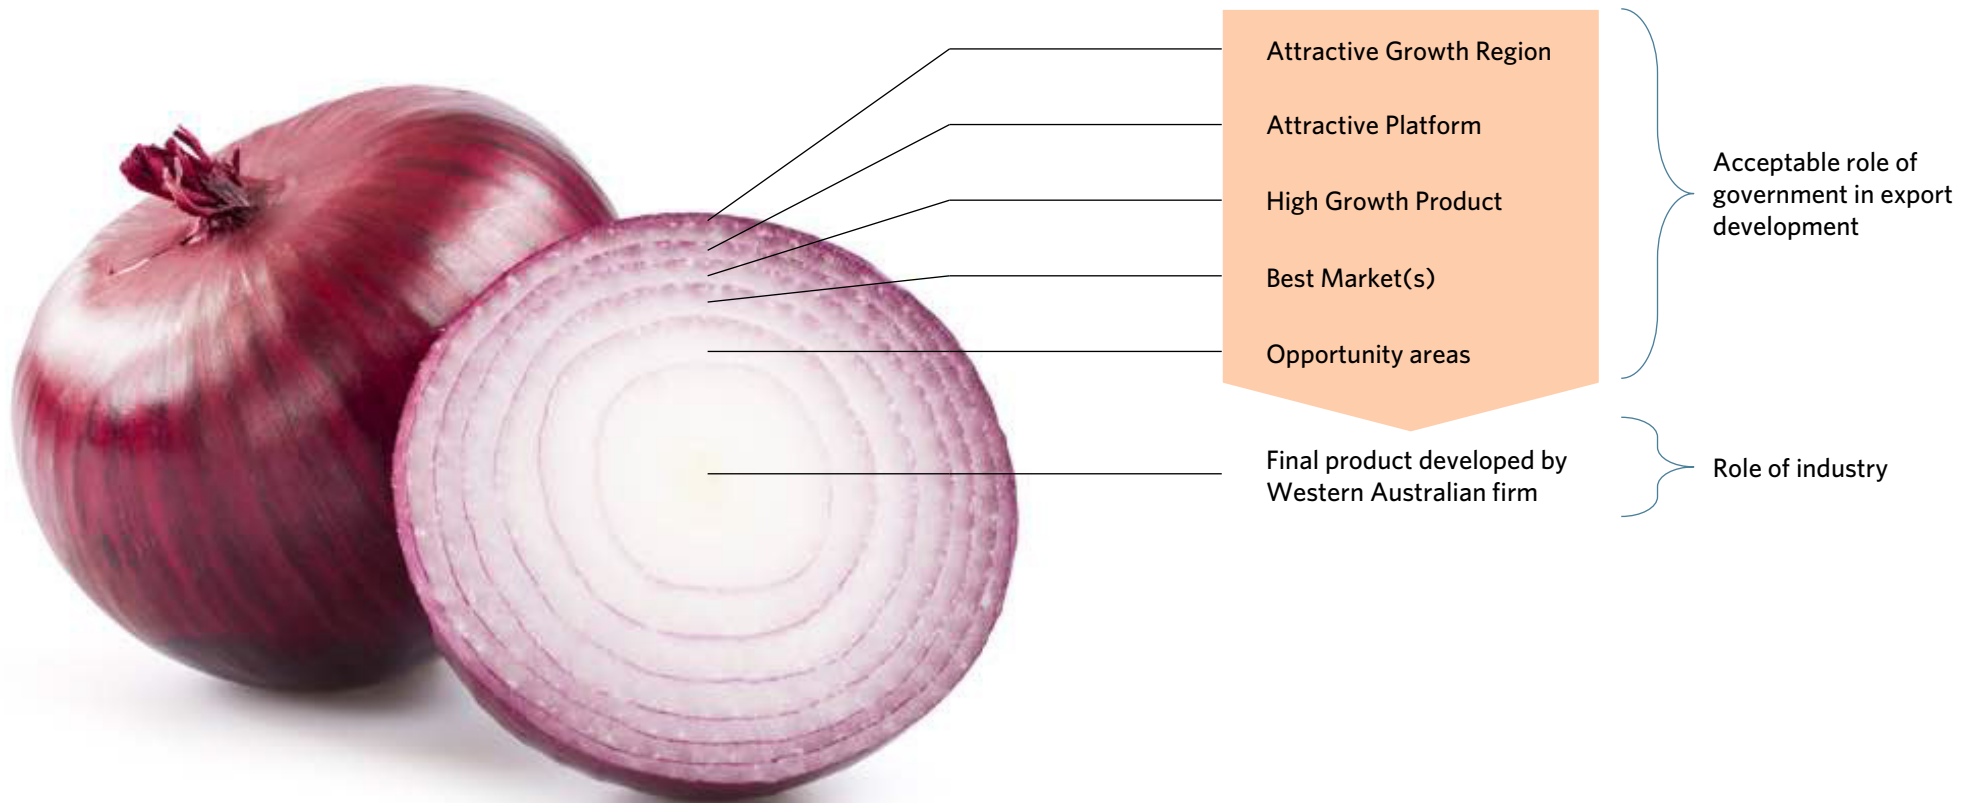 Attractive Growth Region
Attractive Platform
High Growth Product
Best Market(s)
Opportunity areas
Final product developed by
Western Australian firm
Acceptable role of
government in export
development
Role of industry